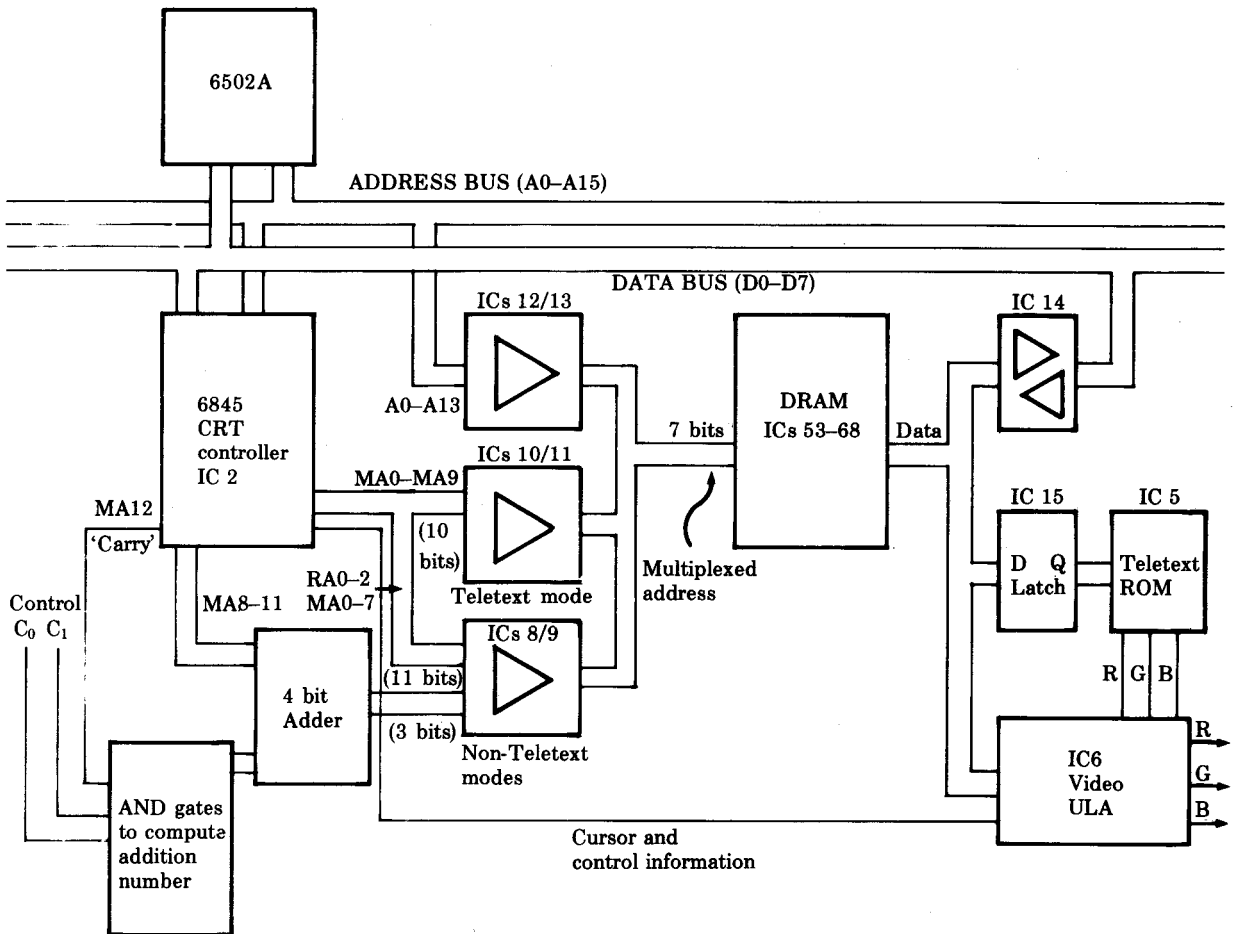 6502A
ADDRESS BUS (A0–A15)
DATA BUS (D0–D7)
ICs 12/13
IC 14
A0–A13
6845
CRT
controller
IC 2
DRAM
ICs 53–68
7 bits
Data
ICs 10/11
MA0–MA9
MA12
'Carry'
(10
bits)
IC 15
IC 5
D Q
Latch
Teletext
ROM
Multiplexed
address
RA0–2
MA0–7
Teletext mode
Control
C0 C1
MA8–11
ICs 8/9
(11 bits)
4 bit
Adder
(3 bits)
R G B
Non-Teletext
modes
IC6
Video
ULA
R
G
B
AND gates
to compute
addition
number
Cursor and
control information